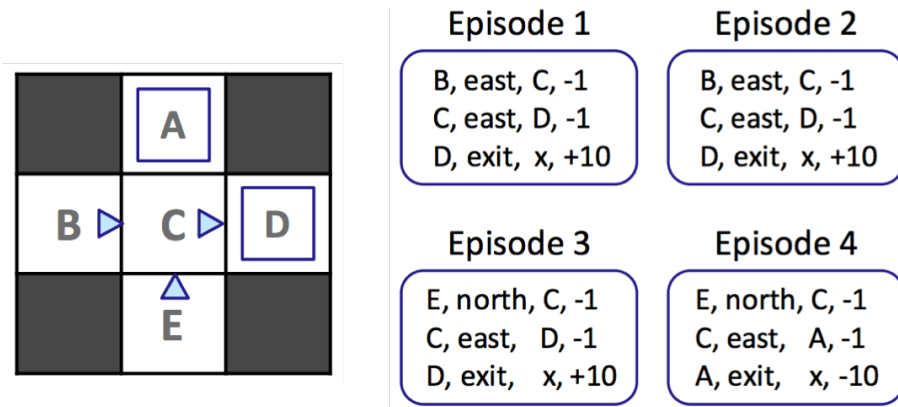 A
B
C
D
E
Episode 1
B, east, C, -1
C, east, D, -1
D, exit, x, +10
Episode 2
B, east, C, -1
C, east, D, -1
D, exit, x, +10
Episode 3
E, north, C, -1
C, east, D, -1
D, exit, x, +10
Episode 4
E, north, C, -1
C, east, A, -1
A, exit, x, -10